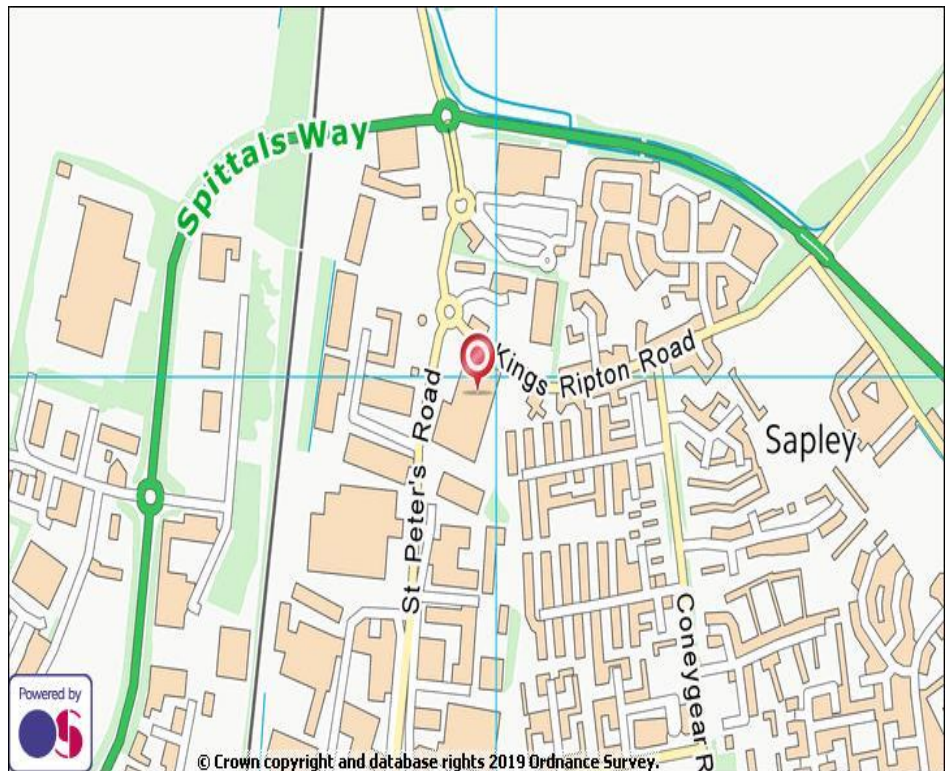 Spittals Way
Kings Ripton Road
St. Peter's Road
Sapley
Coneygear R
Powered by
OS
© Crown copyright and database rights 2019 Ordnance Survey.